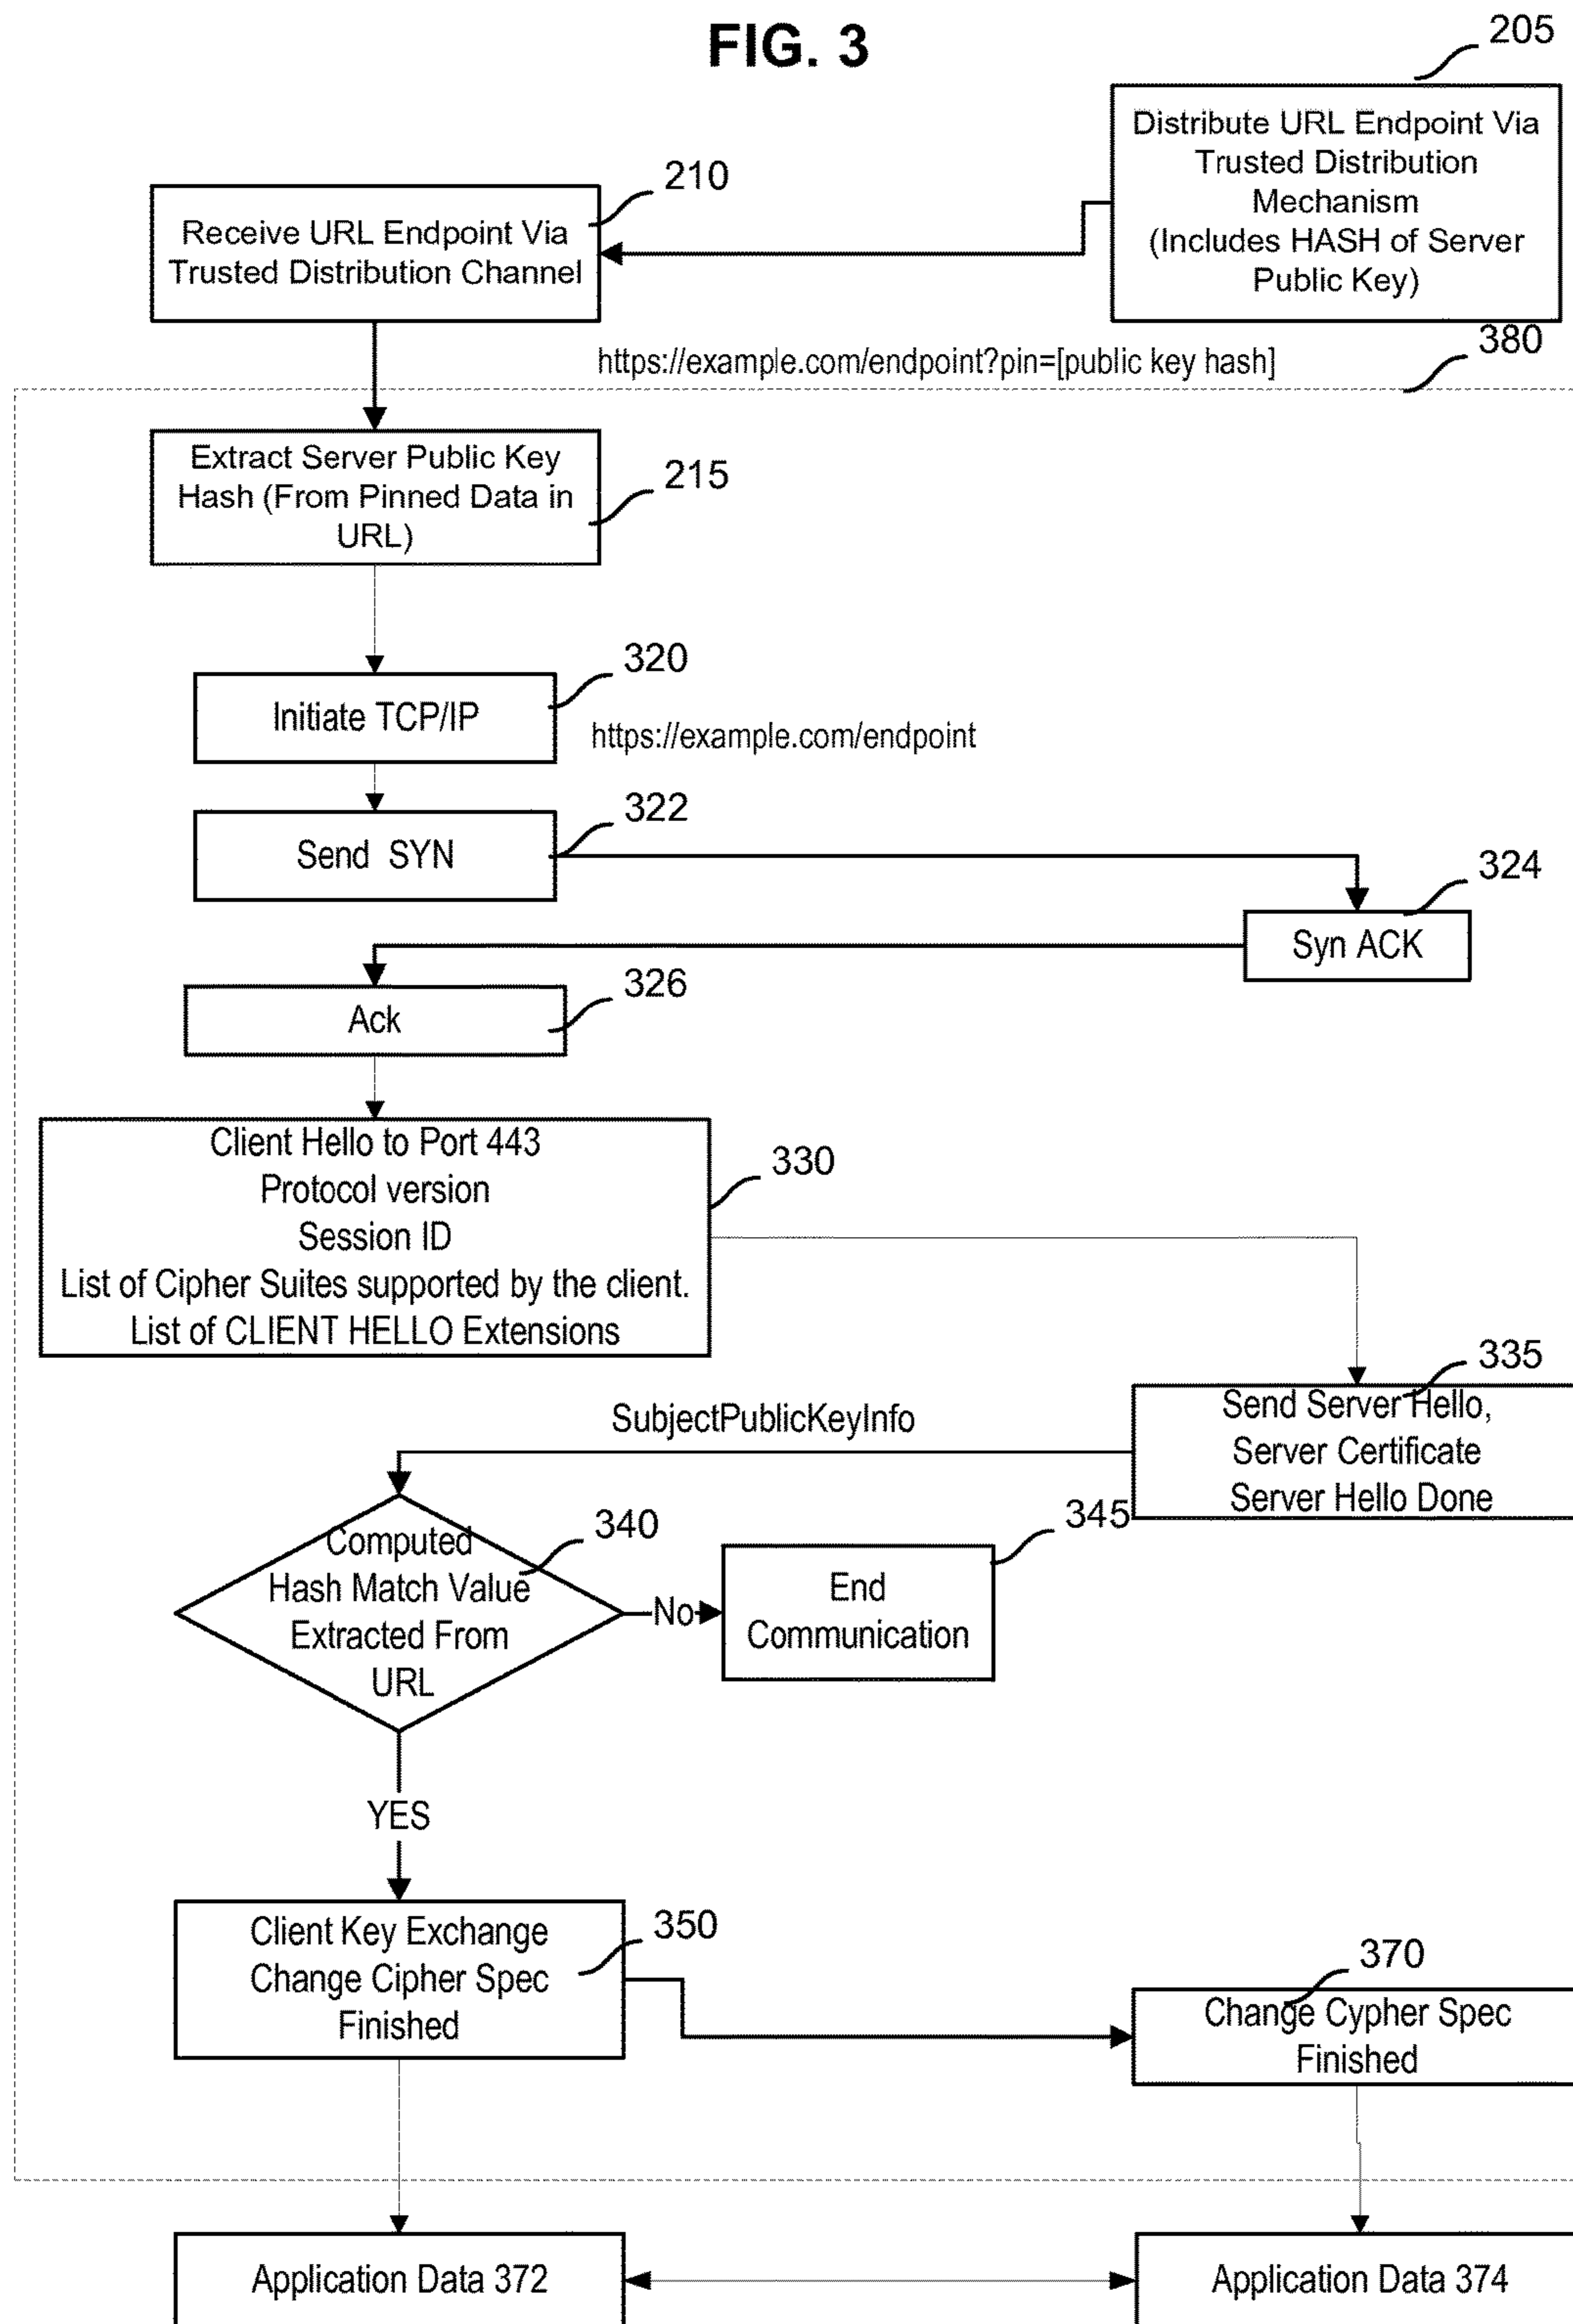 FIG. 3
205
Distribute URL Endpoint Via
Trusted Distribution
Mechanism
(Includes HASH of Server
Public Key)
210
Receive URL Endpoint Via
Trusted Distribution Channel
380
https://example.com/endpoint?pin=[public key hash]
Extract Server Public Key
Hash (From Pinned Data in
URL)
215
320
Initiate TCP/IP
https://example.com/endpoint
322
Send SYN
324
Syn ACK
326
Ack
Client Hello to Port 443
Protocol version
Session ID
List of Cipher Suites supported by the client.
List of CLIENT HELLO Extensions
330
335
Send Server Hello,
Server Certificate
Server Hello Done
SubjectPublicKeyInfo
340
Computed
Hash Match Value
Extracted From
URL
No
345
End
Communication
YES
Client Key Exchange
Change Cipher Spec
Finished
350
370
Change Cypher Spec
Finished
Application Data 372
Application Data 374